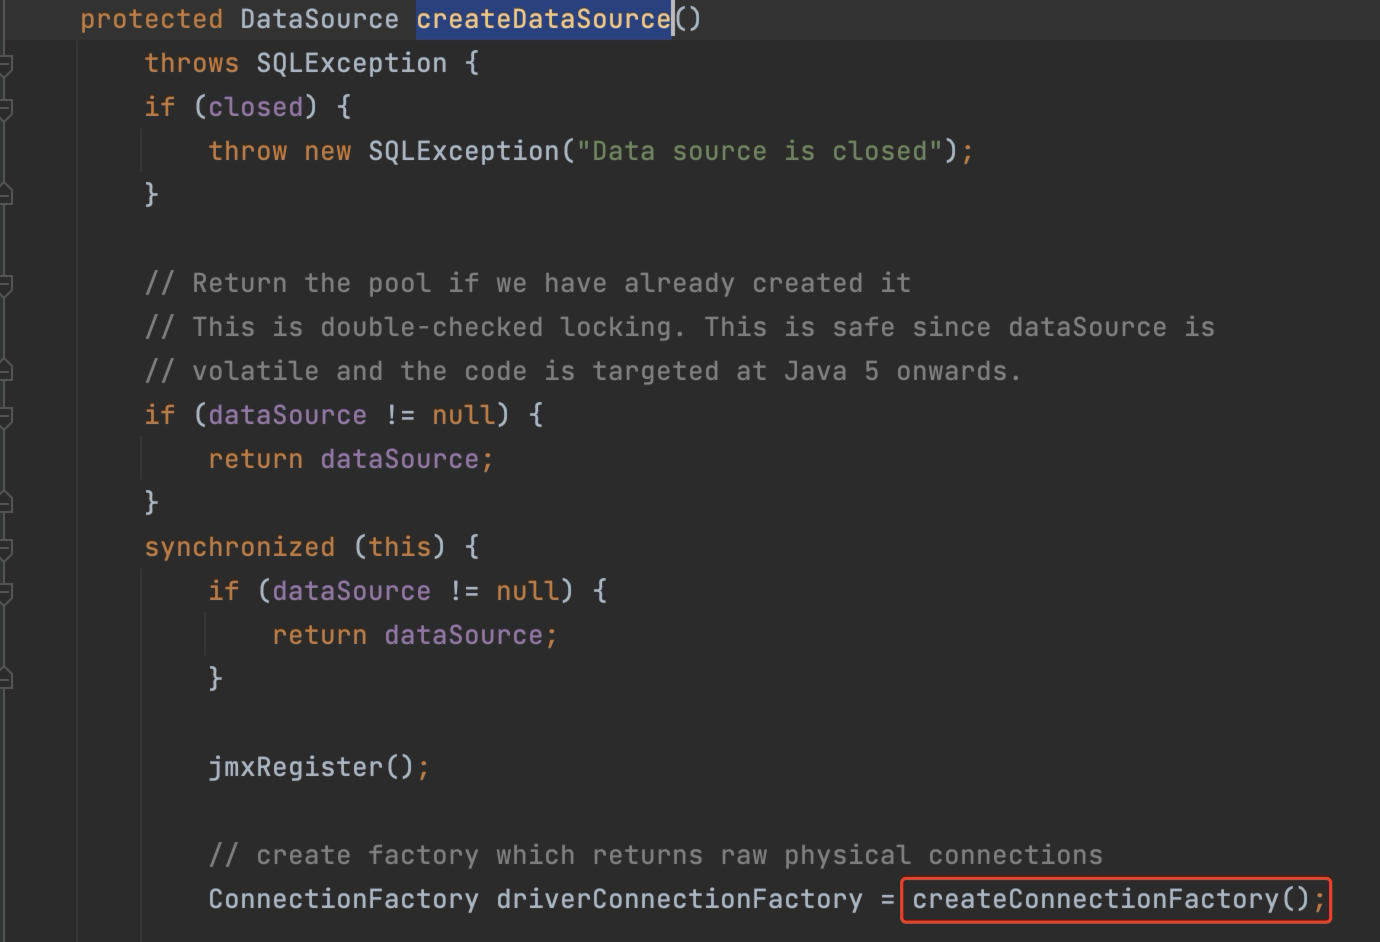 protected DataSource createDataSource()
throws SQLException {
if (closed) {
throw new SQLException("Data source is closed");
}
// Return the pool if we have already created it
// This is double-checked locking. This is safe since dataSource is
// volatile and the code is targeted at Java 5 onwards.
if (dataSource != null) {
return dataSource;
}
synchronized (this) {
if (dataSource != null) {
return dataSource;
}
jmxRegister();
// create factory which returns raw physical connections
ConnectionFactory driverConnectionFactory = createConnectionFactory();